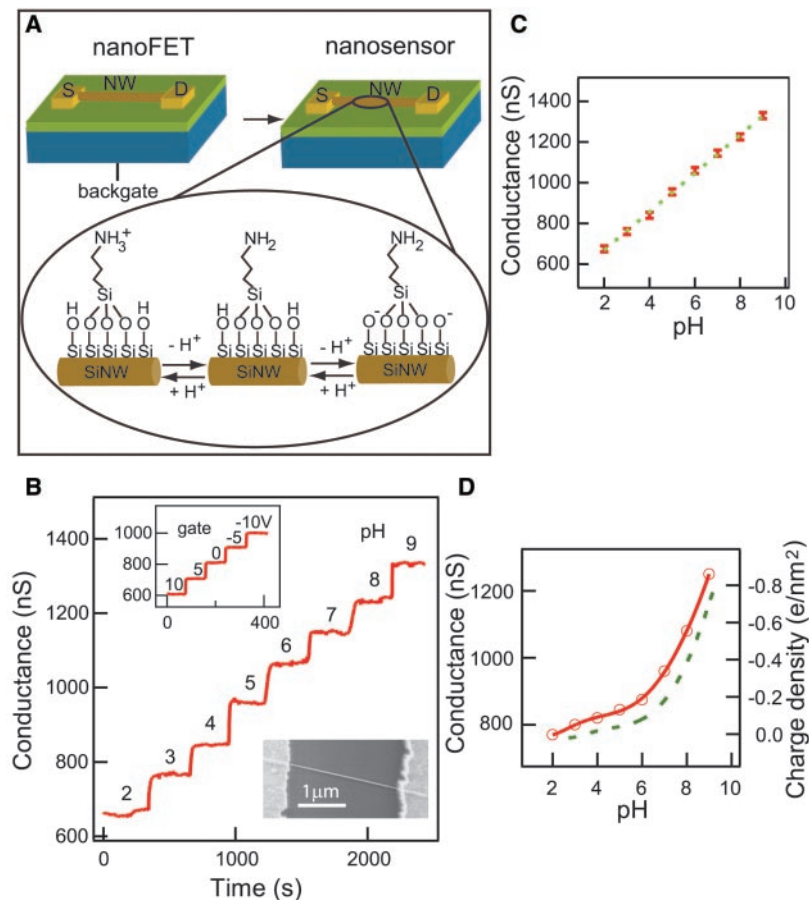 A
nanoFET
nanosensor
S
NW
D
S
NW
D
backgate
NH3+
NH2
NH2
Si
Si
Si
H
H
H
H
O O O O O
O O O O O
O- O O O O-
Si Si Si Si Si
Si Si Si Si Si
Si Si Si Si Si
- H+
- H+
SiNW
SiNW
SiNW
+ H+
+ H+
C
Conductance (nS)
1400
1200
1000
800
600
2 4 6 8 10
pH
B
Conductance (nS)
1400
1200
1000
800
600
gate
1000
800
600
10
5
0
-5
-10V
0
400
pH
2
3
4
5
6
7
8
9
1µm
0
1000
2000
Time (s)
D
Conductance (nS)
1200
1000
800
Charge density (e/nm2)
-0.8
-0.6
-0.4
-0.2
0.0
2 4 6 8 10
pH